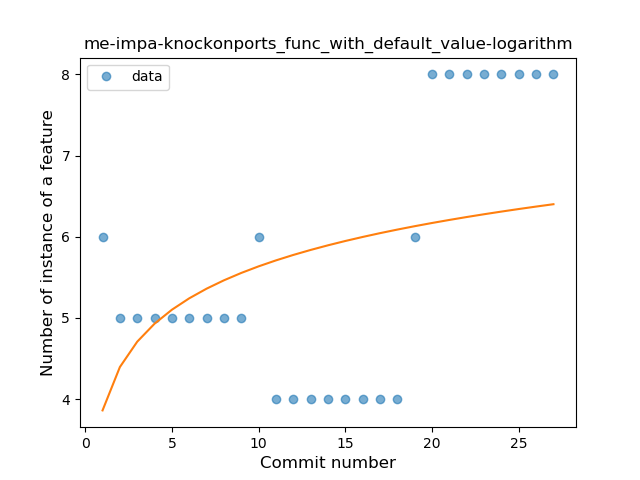 me-impa-knockonports_func_with_default_value-logarithm
data
Number of instance of a feature
8
7
6
5
4
0 5 10 15 20 25
Commit number